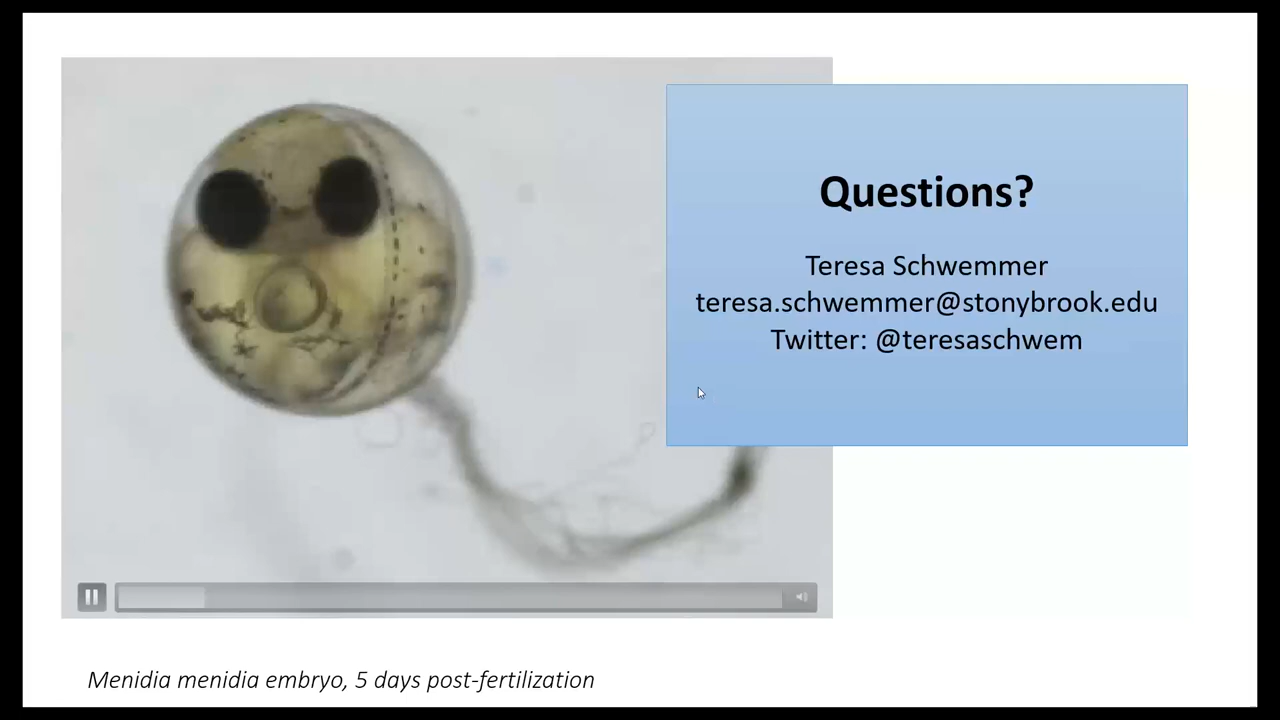 Questions?
Teresa Schwemmer
teresa.schwemmer@stonybrook.edu
Twitter: @teresaschwem
Menidia menidia embryo, 5 days post-fertilization